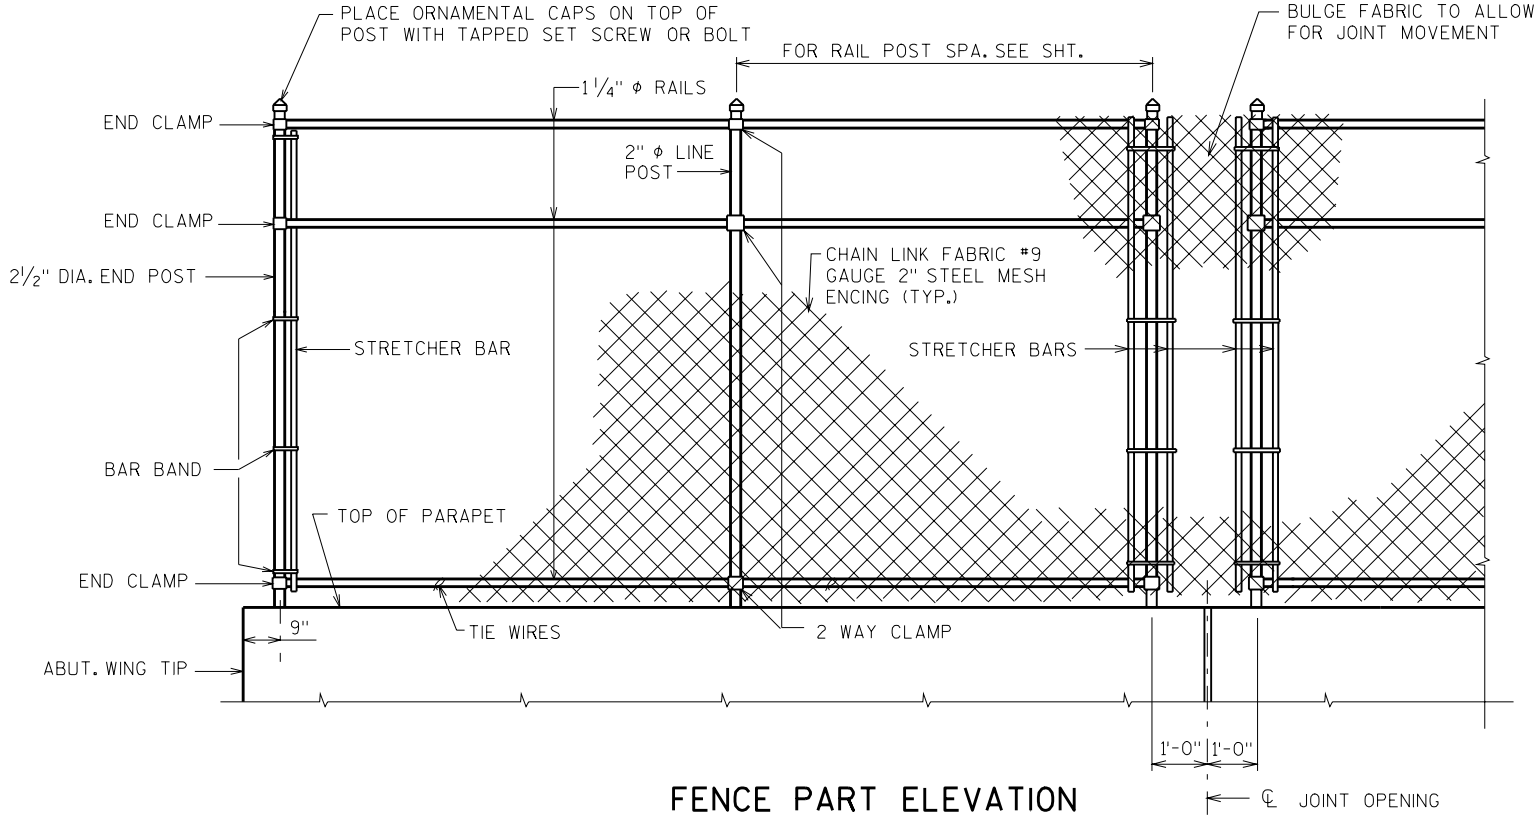 PLACE ORNAMENTAL CAPS ON TOP OF
POST WITH TAPPED SET SCREW OR BOLT
BULGE FABRIC TO ALLOW
FOR JOINT MOVEMENT
FOR RAIL POST SPA. SEE SHT.
1 1/4" ϕ RAILS
END CLAMP
2" ϕ LINE
POST
END CLAMP
CHAIN LINK FABRIC #9
GAUGE 2" STEEL MESH
ENCING (TYP.)
2 1/2" DIA. END POST
STRETCHER BAR
STRETCHER BARS
BAR BAND
TOP OF PARAPET
END CLAMP
9"
TIE WIRES
2 WAY CLAMP
ABUT. WING TIP
1'-0" 1'-0"
FENCE PART ELEVATION
℄ JOINT OPENING